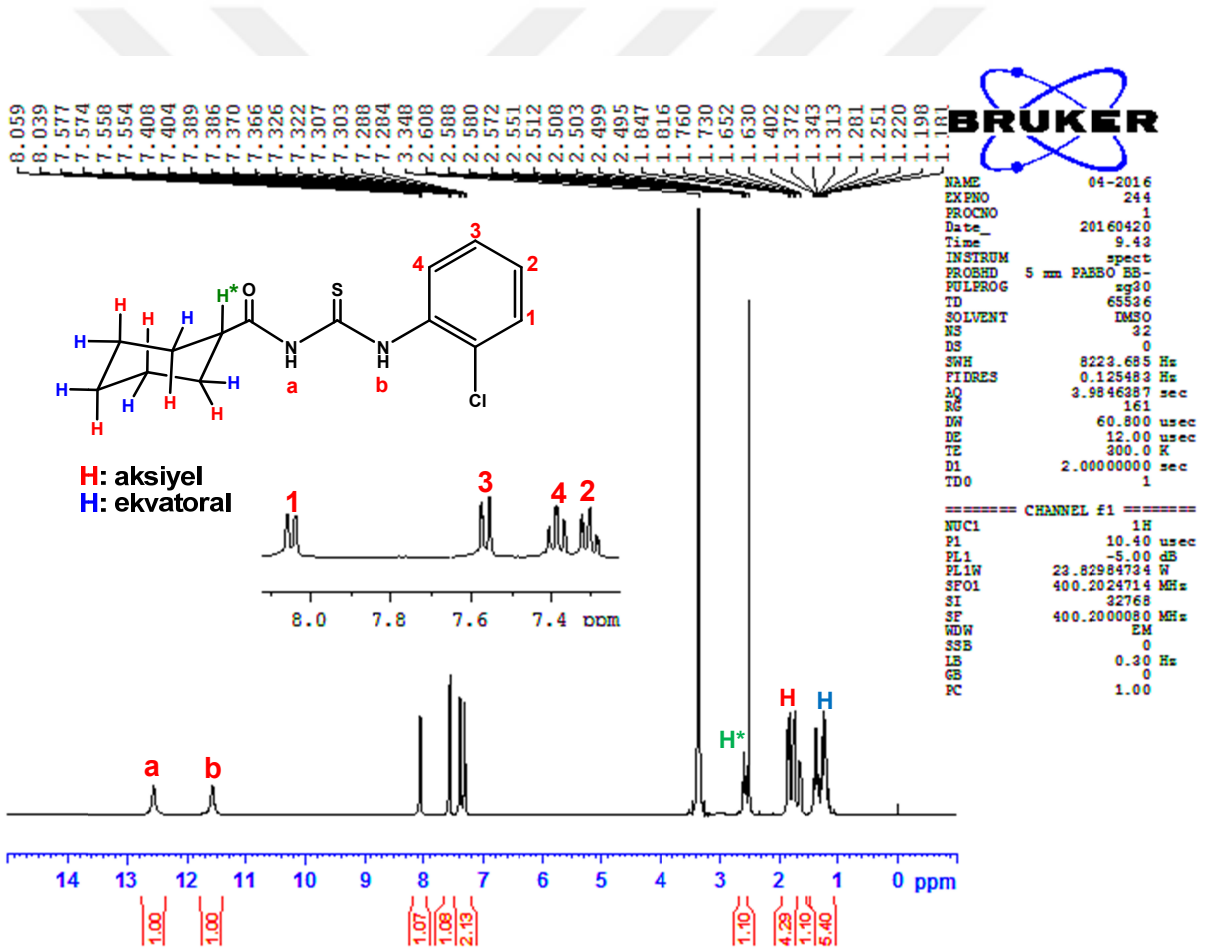 8.059
8.039
7.577
7.574
7.558
7.554
7.408
7.404
7.389
7.386
7.370
7.366
7.326
7.322
7.307
7.303
7.288
7.284
3.348
2.608
2.588
2.580
2.572
2.551
2.512
2.508
2.503
2.499
2.495
1.847
1.816
1.760
1.730
1.652
1.630
1.402
1.372
1.343
1.313
1.281
1.251
1.220
1.198
1.181
BRUKER
NAME 04-2016
EXPNO 244
PROCNO 1
Date_ 20160420
Time 9.43
INSTRUM spect
PROBHD 5 mm PABBO BB-
PULPROG zg30
TD 65536
SOLVENT DMSO
NS 32
DS 0
SWH 8223.685 Hz
FIDRES 0.125483 Hz
AQ 3.9846387 sec
RG 161
DW 60.800 usec
DE 12.00 usec
TE 300.0 K
D1 2.00000000 sec
TD0 1
======== CHANNEL f1 ========
NUC1 1H
P1 10.40 usec
PL1 -5.00 dB
PL1W 23.82984734 W
SFO1 400.2024714 MHz
SI 32768
SF 400.2000080 MHz
WDW EM
SSB 0
LB 0.30 Hz
GB 0
PC 1.00
3
4 2
H* O S
H H H 1
H N N
H H
a b
H H
H H H
H
Cl
H: aksiyel
H: ekvatoral
1 3 4 2
8.0 7.8 7.6 7.4 ppm
a b H* H H
14 13 12 11 10 9 8 7 6 5 4 3 2 1 0 ppm
1.00 1.00 1.07 1.08 2.13 1.10 4.29 1.10 5.40